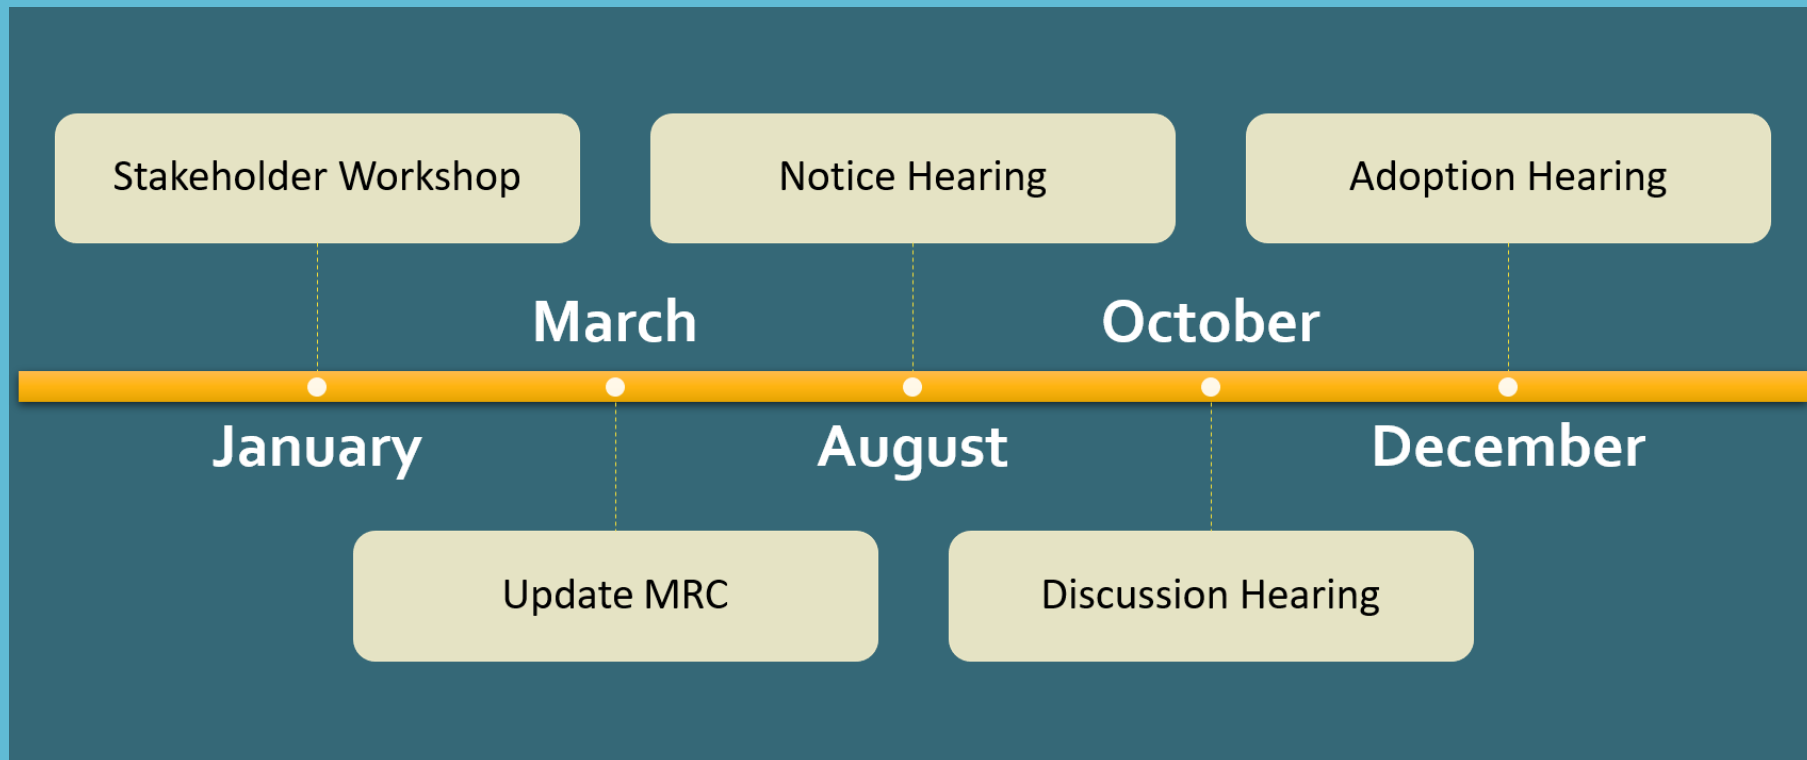 Stakeholder Workshop
Notice Hearing
Adoption Hearing
March
October
January
August
December
Update MRC
Discussion Hearing